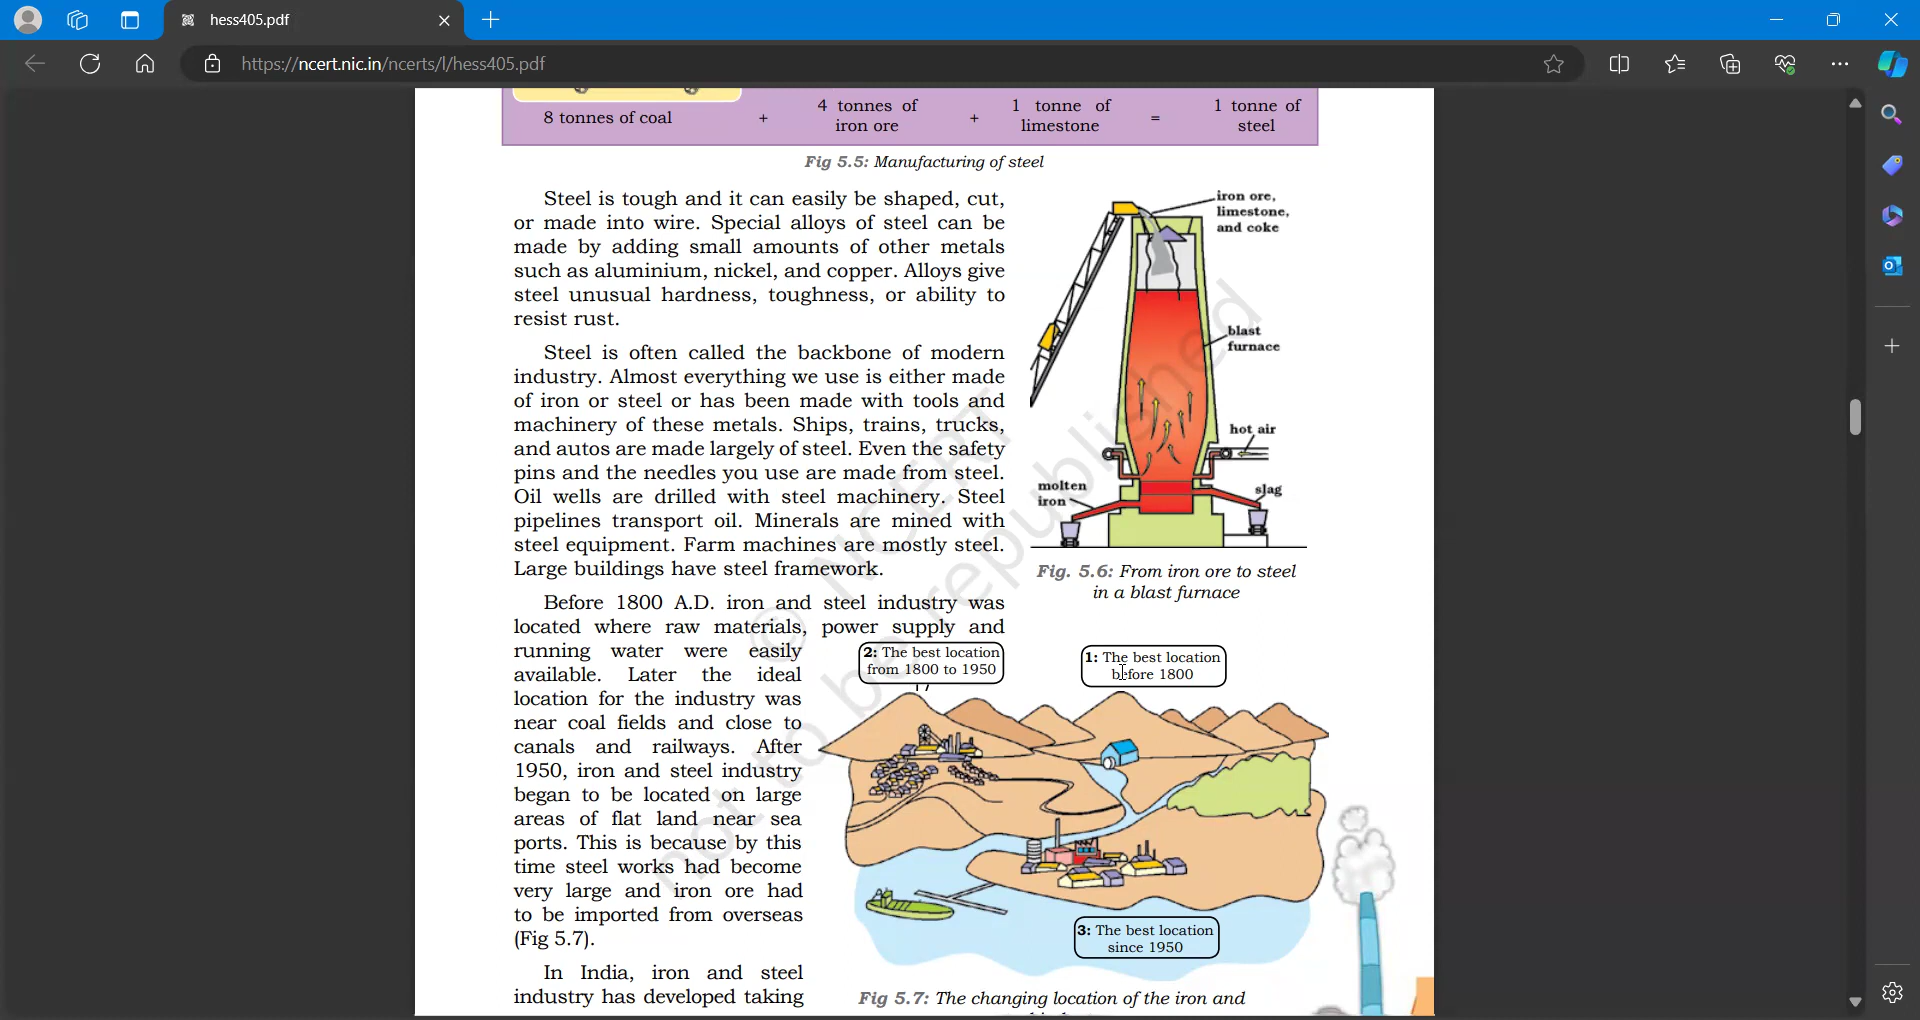 hess405.pdf
https://ncert.nic.in/ncerts/l/hess405.pdf
8 tonnes of coal + 4 tonnes of iron ore + 1 tonne of limestone = 1 tonne of steel
Fig 5.5: Manufacturing of steel
Steel is tough and it can easily be shaped, cut,
or made into wire. Special alloys of steel can be
made by adding small amounts of other metals
such as aluminium, nickel, and copper. Alloys give
steel unusual hardness, toughness, or ability to
resist rust.
Steel is often called the backbone of modern
industry. Almost everything we use is either made
of iron or steel or has been made with tools and
machinery of these metals. Ships, trains, trucks,
and autos are made largely of steel. Even the safety
pins and the needles you use are made from steel.
Oil wells are drilled with steel machinery. Steel
pipelines transport oil. Minerals are mined with
steel equipment. Farm machines are mostly steel.
Large buildings have steel framework.
Before 1800 A.D. iron and steel industry was
located where raw materials, power supply and
running water were easily
available. Later the ideal
location for the industry was
near coal fields and close to
canals and railways. After
1950, iron and steel industry
began to be located on large
areas of flat land near sea
ports. This is because by this
time steel works had become
very large and iron ore had
to be imported from overseas
(Fig 5.7).
In India, iron and steel
industry has developed taking
iron ore,
limestone,
and coke
blast
furnace
hot air
molten
iron
slag
Fig. 5.6: From iron ore to steel
in a blast furnace
2: The best location
from 1800 to 1950
1: The best location
before 1800
3: The best location
since 1950
Fig 5.7: The changing location of the iron and
© NCERT
not to be republished